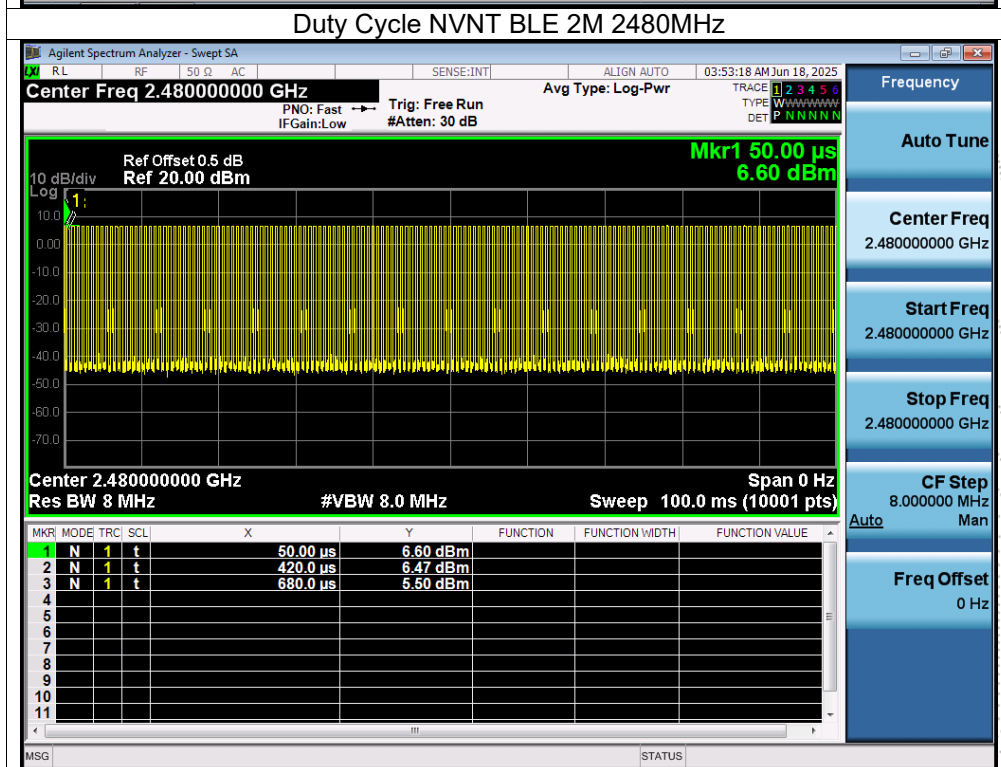 Duty Cycle NVNT BLE 2M 2480MHz
Agilent Spectrum Analyzer - Swept SA
LXI RL RF 50 Ω AC SENSE:INT ALIGN AUTO 03:53:18 AM Jun 18, 2025
Center Freq 2.480000000 GHz
PNO: Fast
IFGain:Low
Trig: Free Run
#Atten: 30 dB
Avg Type: Log-Pwr
TRACE 1 2 3 4 5 6
TYPE WWWWWW
DET P N N N N N
Mkr1 50.00 µs
6.60 dBm
Ref Offset 0.5 dB
10 dB/div Ref 20.00 dBm
Log
1
10.0
0.00
-10.0
-20.0
-30.0
-40.0
-50.0
-60.0
-70.0
Center 2.480000000 GHz Span 0 Hz
Res BW 8 MHz #VBW 8.0 MHz Sweep 100.0 ms (10001 pts)
MKR MODE TRC SCL X Y FUNCTION FUNCTION WIDTH FUNCTION VALUE
1 N 1 t 50.00 µs 6.60 dBm
2 N 1 t 420.0 µs 6.47 dBm
3 N 1 t 680.0 µs 5.50 dBm
4
5
6
7
8
9
10
11
MSG STATUS
Frequency
Auto Tune
Center Freq
2.480000000 GHz
Start Freq
2.480000000 GHz
Stop Freq
2.480000000 GHz
CF Step
8.000000 MHz
Auto Man
Freq Offset
0 Hz